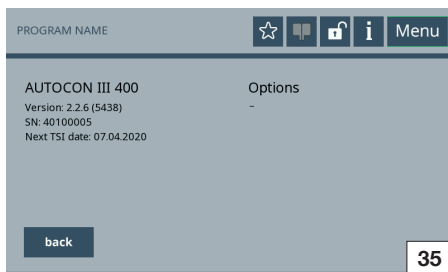 PROGRAM NAME
i
Menu
AUTOCON III 400
Options
Version: 2.2.6 (5438)
–
SN: 40100005
Next TSI date: 07.04.2020
back
35